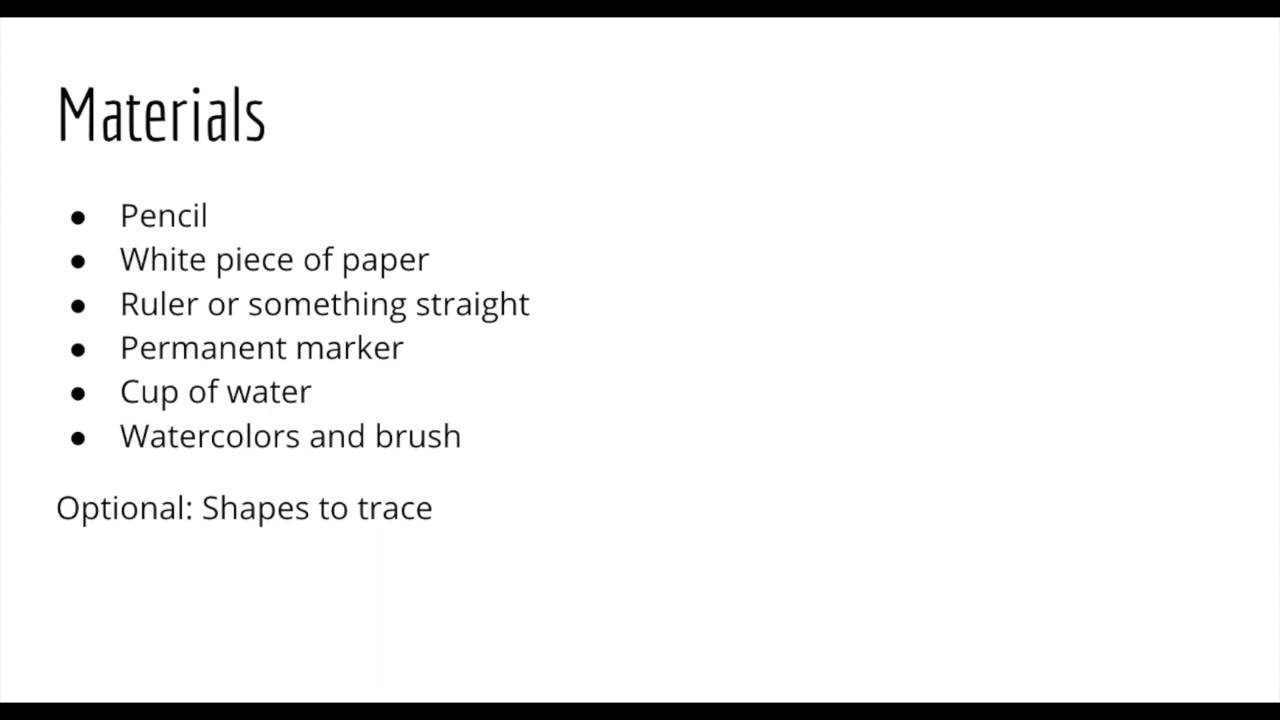 Materials
● Pencil
● White piece of paper
● Ruler or something straight
● Permanent marker
● Cup of water
● Watercolors and brush
Optional: Shapes to trace